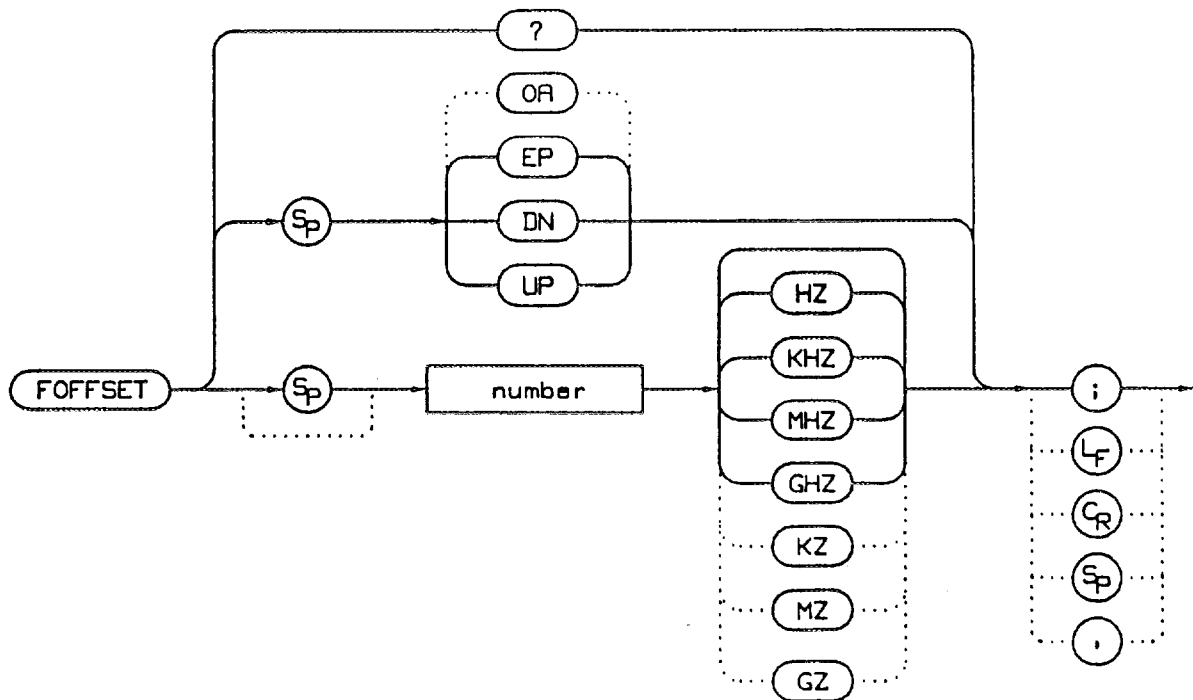 ?
OA
EP
SP
DN
UP
HZ
KHZ
FOFFSET
SP
number
;
MHZ
LF
GHZ
CR
KZ
SP
MZ
,
GZ